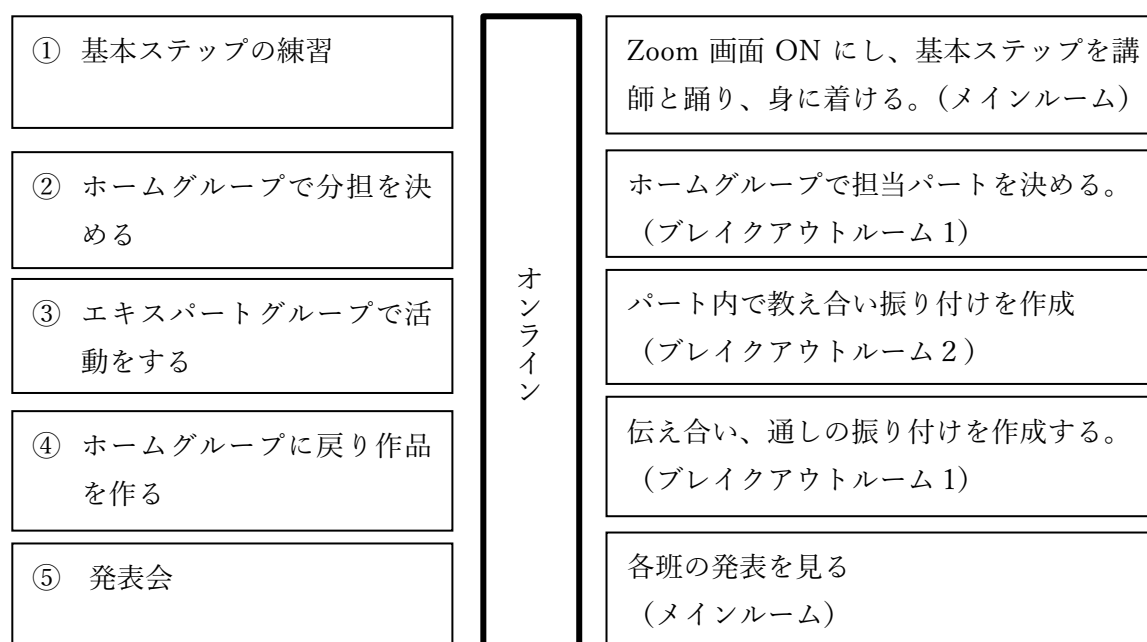 ① 基本ステップの練習
② ホームグループで分担を決
める
③ エキスパートグループで活
動をする
④ ホームグループに戻り作品
を作る
⑤ 発表会
オンライン
Zoom 画面 ON にし、基本ステップを講
師と踊り、身に着ける。(メインルーム)
ホームグループで担当パートを決める。
(ブレイクアウトルーム 1)
パート内で教え合い振り付けを作成
(ブレイクアウトルーム2)
伝え合い、通しの振り付けを作成する。
(ブレイクアウトルーム 1)
各班の発表を見る
(メインルーム)